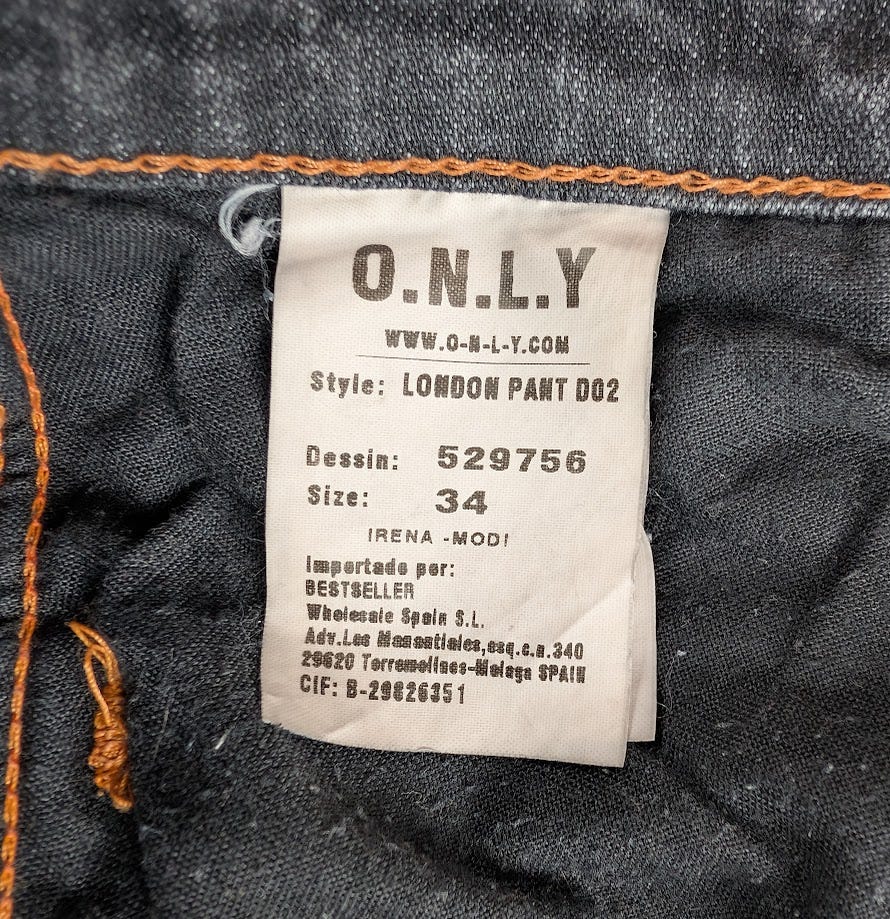 O.N.L.Y
WWW.O-N-L-Y.COM
Style: LONDON PANT D02
Dessin: 529756
Size: 34
IRENA -MODI
Importado por:
BESTSELLER
Wholesale Spain S.L.
Adv.Los Manantiales,esq.c.n.340
29620 Torremolinos-Malaga SPAIN
CIF: B-29826351